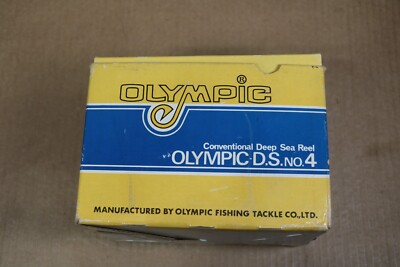 OLYMPIC®
Conventional Deep Sea Reel
OLYMPIC D.S. NO. 4
MANUFACTURED BY OLYMPIC FISHING TACKLE CO., LTD.